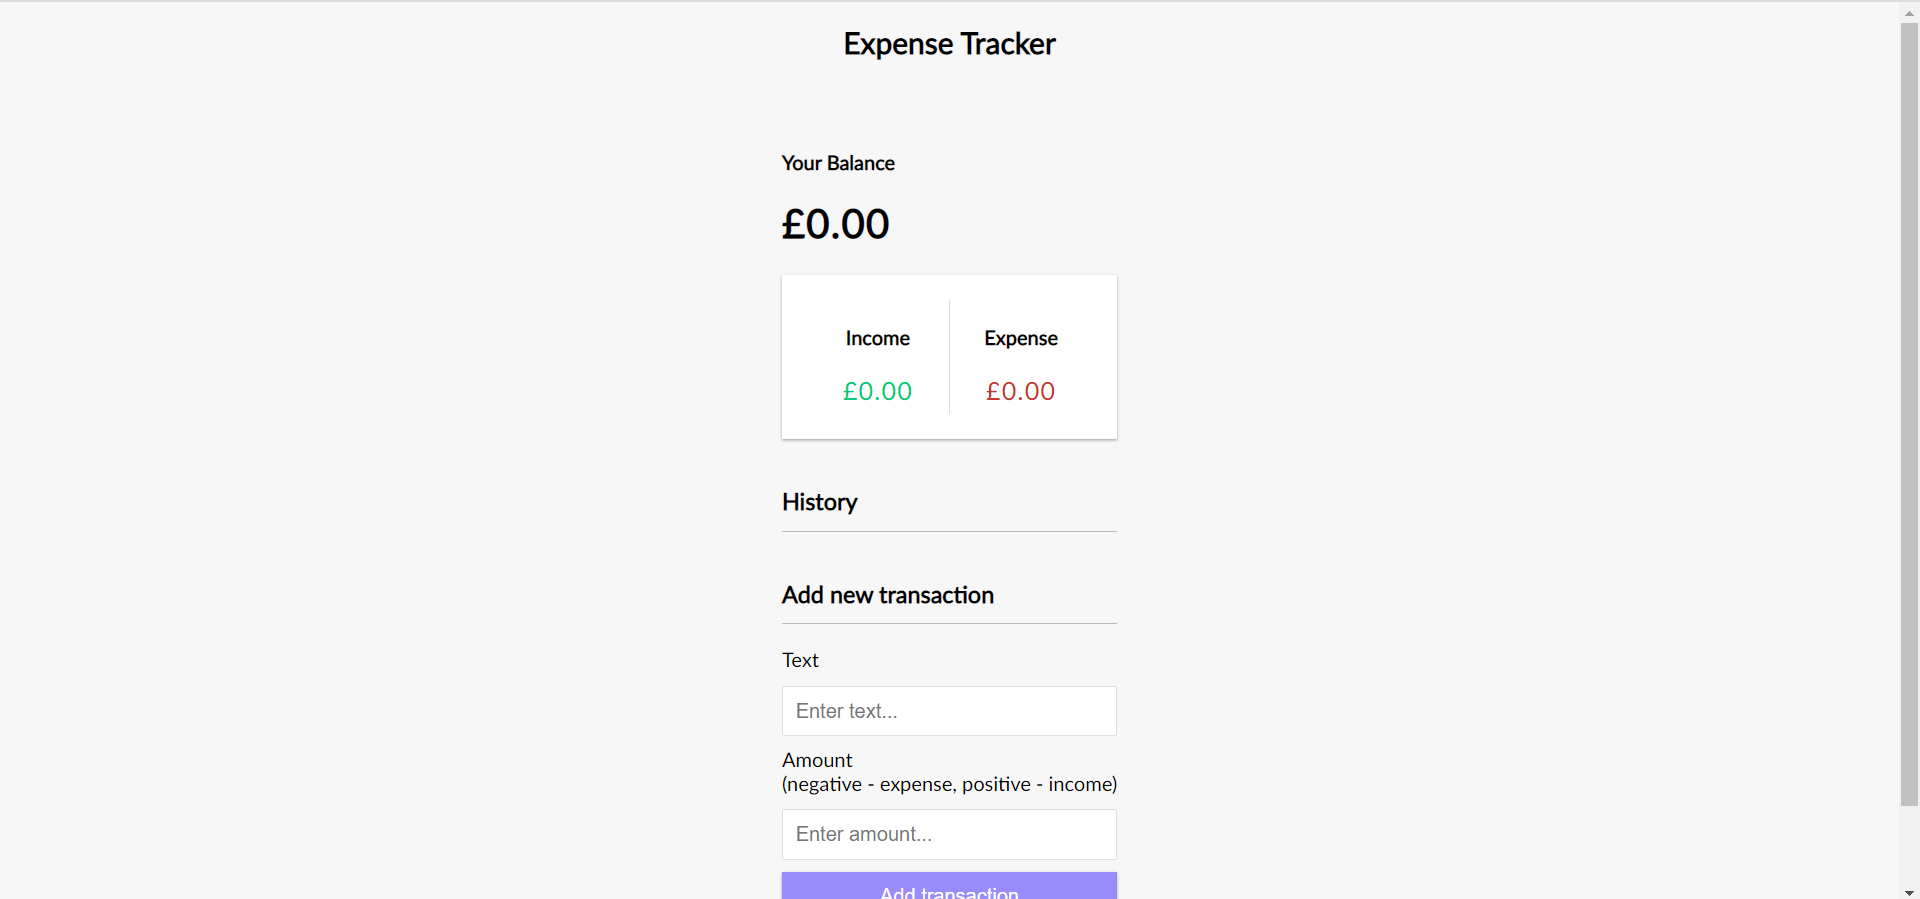 Expense Tracker
Your Balance
£0.00
Income
Expense
£0.00
£0.00
History
Add new transaction
Text
Enter text...
Amount
(negative - expense, positive - income)
Enter amount...
Add transaction